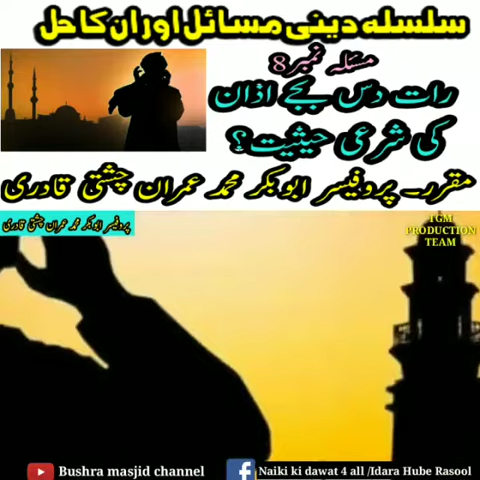 سلسلہ دینی مسائل اور ان کا حل
مسئلہ نمبر 8
رات دس بجے اذان
کی شرعی حیثیت؟
مقرر۔ پروفیسر ابوبکر محمد عمران چشتی قادری
پروفیسر ابوبکر محمد عمران چشتی قادری
TGM
PRODUCTION
TEAM
Bushra masjid channel
Naiki ki dawat 4 all /Idara Hube Rasool